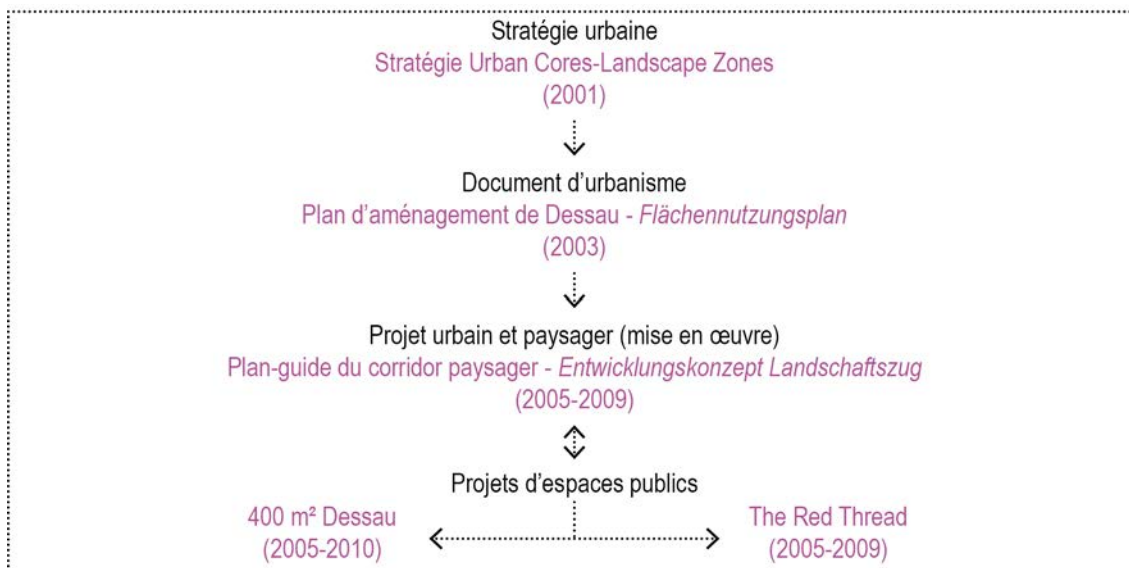 Stratégie urbaine
Stratégie Urban Cores-Landscape Zones
(2001)
Document d’urbanisme
Plan d’aménagement de Dessau - Flächennutzungsplan
(2003)
Projet urbain et paysager (mise en œuvre)
Plan-guide du corridor paysager - Entwicklungskonzept Landschaftszug
(2005-2009)
Projets d’espaces publics
400 m² Dessau
(2005-2010)
The Red Thread
(2005-2009)